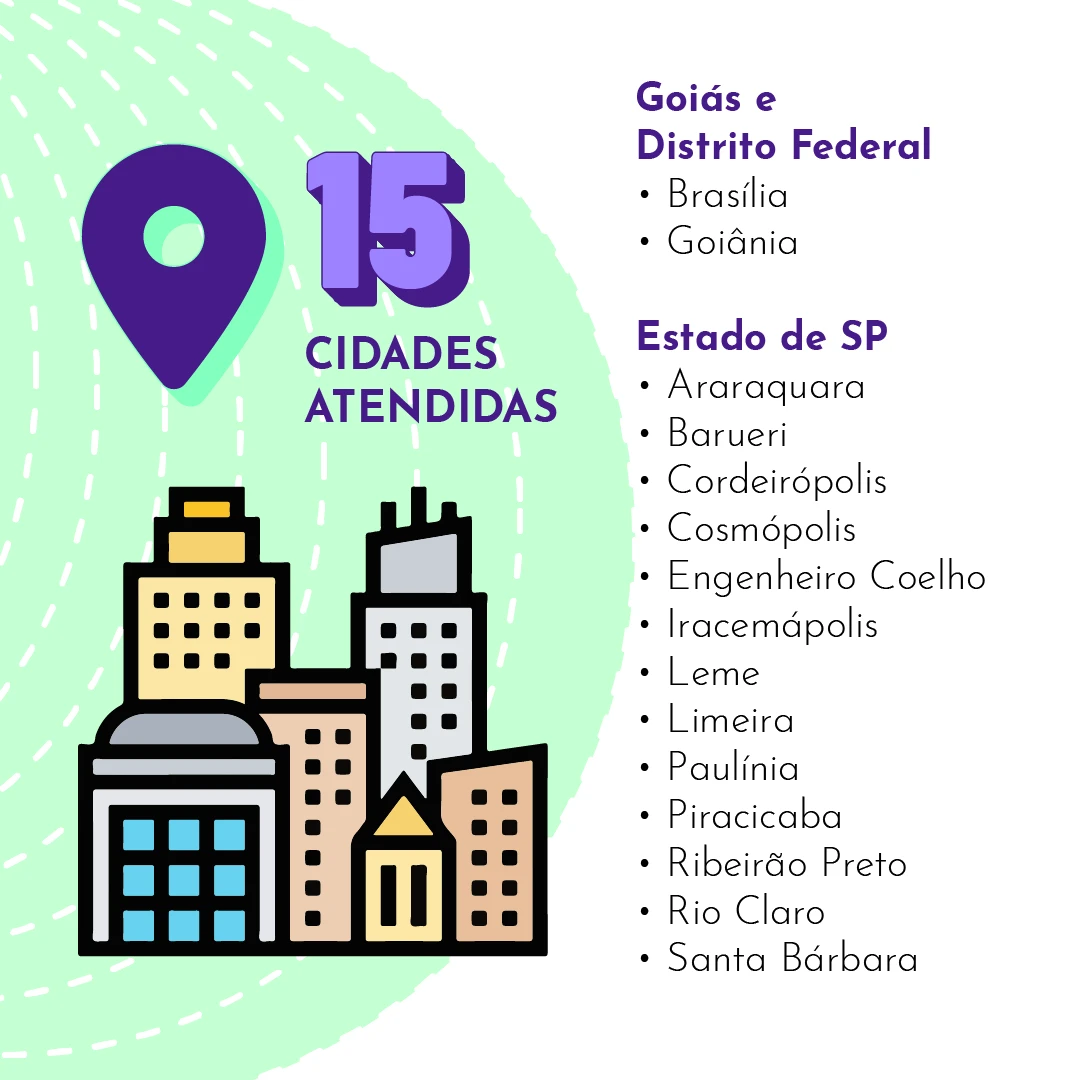 15
CIDADES
ATENDIDAS
Goiás e
Distrito Federal
• Brasília
• Goiânia
Estado de SP
• Araraquara
• Barueri
• Cordeirópolis
• Cosmópolis
• Engenheiro Coelho
• Iracemápolis
• Leme
• Limeira
• Paulínia
• Piracicaba
• Ribeirão Preto
• Rio Claro
• Santa Bárbara